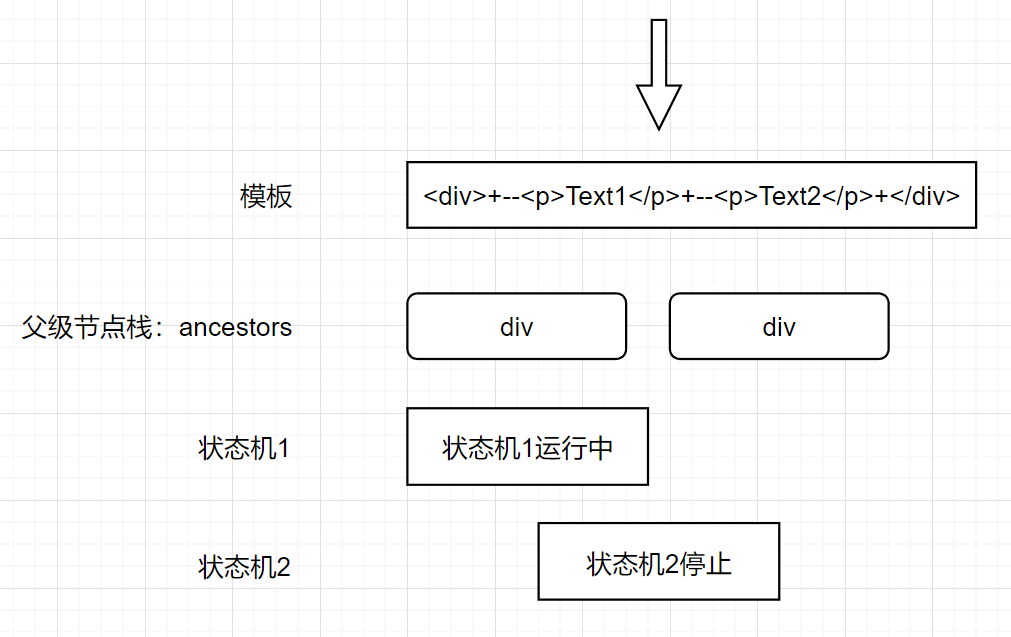 模板
<div>+--<p>Text1</p>+--<p>Text2</p>+</div>
父级节点栈：ancestors
div
div
状态机1
状态机1运行中
状态机2
状态机2停止